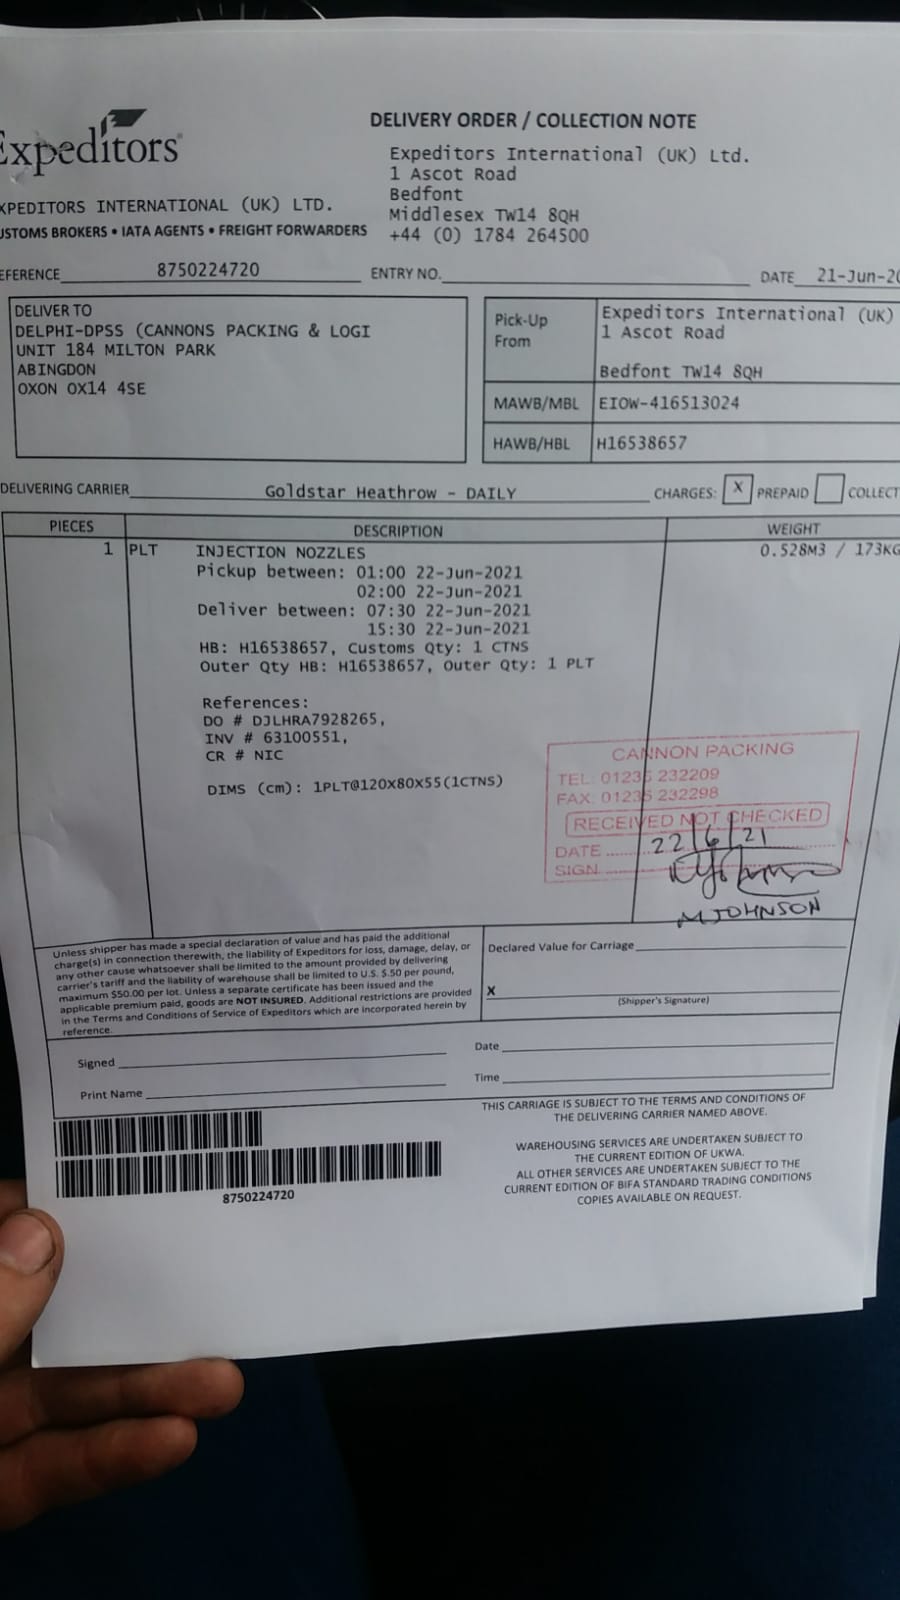 Expeditors
DELIVERY ORDER / COLLECTION NOTE
Expeditors International (UK) Ltd.
1 Ascot Road
Bedfont
Middlesex TW14 8QH
+44 (0) 1784 264500
XPEDITORS INTERNATIONAL (UK) LTD.
USTOMS BROKERS • IATA AGENTS • FREIGHT FORWARDERS
EFERENCE 8750224720 ENTRY NO. DATE 21-Jun-20
DELIVER TO
DELPHI-DPSS (CANNONS PACKING & LOGI
UNIT 184 MILTON PARK
ABINGDON
OXON OX14 4SE
Pick-Up From
Expeditors International (UK)
1 Ascot Road
Bedfont TW14 8QH
MAWB/MBL EIOW-416513024
HAWB/HBL H16538657
DELIVERING CARRIER Goldstar Heathrow - DAILY CHARGES: X PREPAID COLLECT
PIECES DESCRIPTION WEIGHT
1 PLT INJECTION NOZZLES 0.528M3 / 173KG
Pickup between: 01:00 22-Jun-2021
02:00 22-Jun-2021
Deliver between: 07:30 22-Jun-2021
15:30 22-Jun-2021
HB: H16538657, Customs Qty: 1 CTNS
Outer Qty HB: H16538657, Outer Qty: 1 PLT
References:
DO # DJLHRA7928265,
INV # 63100551,
CR # NIC
DIMS (cm): 1PLT@120X80X55(1CTNS)
CANNON PACKING
TEL: 01235 232209
FAX: 01235 232298
RECEIVED NOT CHECKED
DATE 22/6/21
SIGN
M JOHNSON
Unless shipper has made a special declaration of value and has paid the additional
charge(s) in connection therewith, the liability of Expeditors for loss, damage, delay, or
any other cause whatsoever shall be limited to the amount provided by delivering
carrier's tariff and the liability of warehouse shall be limited to U.S. $.50 per pound,
maximum $50.00 per lot. Unless a separate certificate has been issued and the
applicable premium paid, goods are NOT INSURED. Additional restrictions are provided
in the Terms and Conditions of Service of Expeditors which are incorporated herein by
reference.
Declared Value for Carriage
X
(Shipper's Signature)
Signed
Date
Print Name
Time
THIS CARRIAGE IS SUBJECT TO THE TERMS AND CONDITIONS OF
THE DELIVERING CARRIER NAMED ABOVE.
WAREHOUSING SERVICES ARE UNDERTAKEN SUBJECT TO
THE CURRENT EDITION OF UKWA.
ALL OTHER SERVICES ARE UNDERTAKEN SUBJECT TO THE
CURRENT EDITION OF BIFA STANDARD TRADING CONDITIONS
COPIES AVAILABLE ON REQUEST.
8750224720